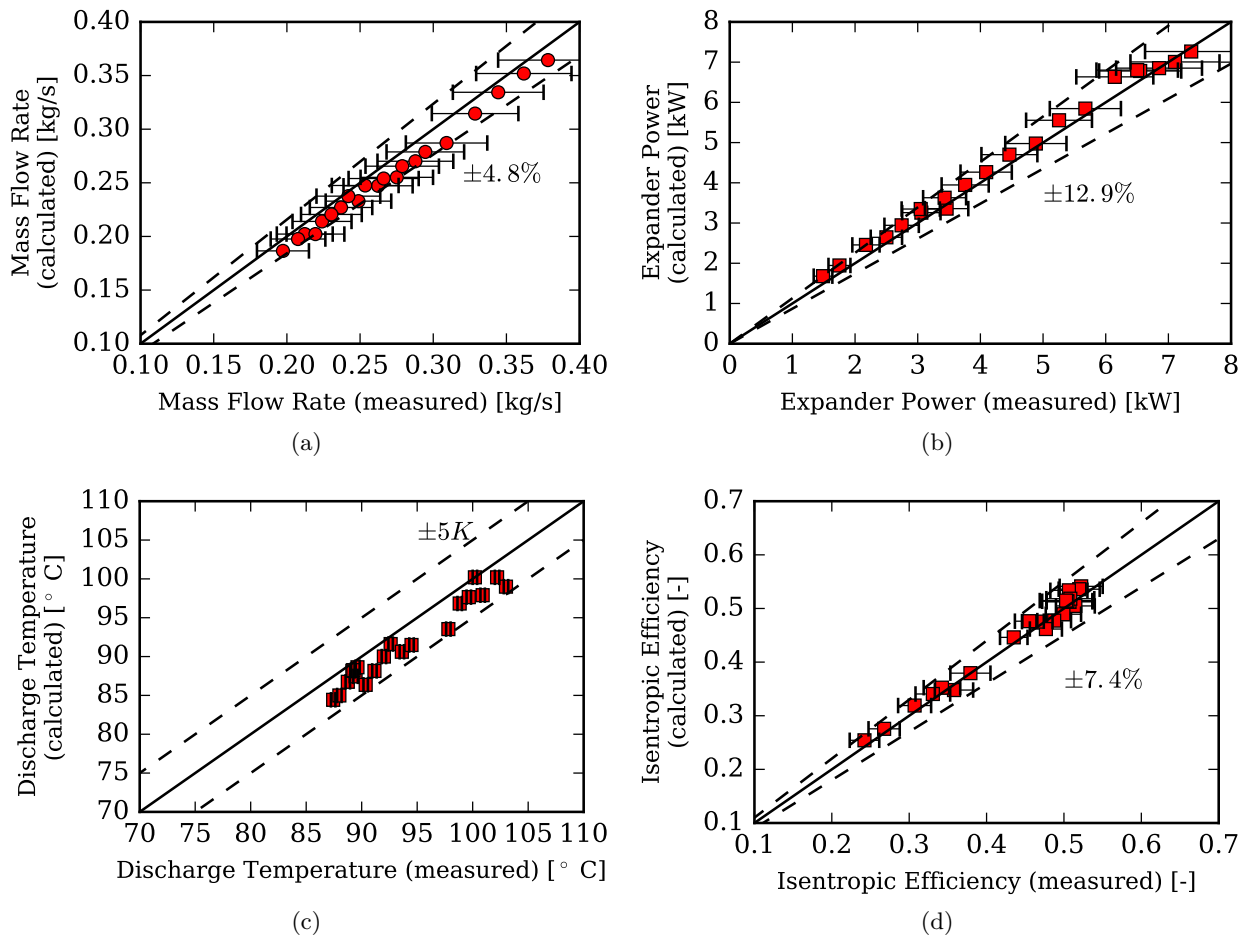 0.40
0.35
0.30
0.25
0.20
0.15
0.10
0.10 0.15 0.20 0.25 0.30 0.35 0.40
Mass Flow Rate (measured) [kg/s]
Mass Flow Rate
(calculated) [kg/s]
±4.8%
(a)
8
7
6
5
4
3
2
1
0
0 1 2 3 4 5 6 7 8
Expander Power (measured) [kW]
Expander Power
(calculated) [kW]
±12.9%
(b)
110
105
100
95
90
85
80
75
70
70 75 80 85 90 95 100 105 110
Discharge Temperature (measured) [° C]
Discharge Temperature
(calculated) [° C]
±5K
(c)
0.7
0.6
0.5
0.4
0.3
0.2
0.1
0.1 0.2 0.3 0.4 0.5 0.6 0.7
Isentropic Efficiency (measured) [-]
Isentropic Efficiency
(calculated) [-]
±7.4%
(d)